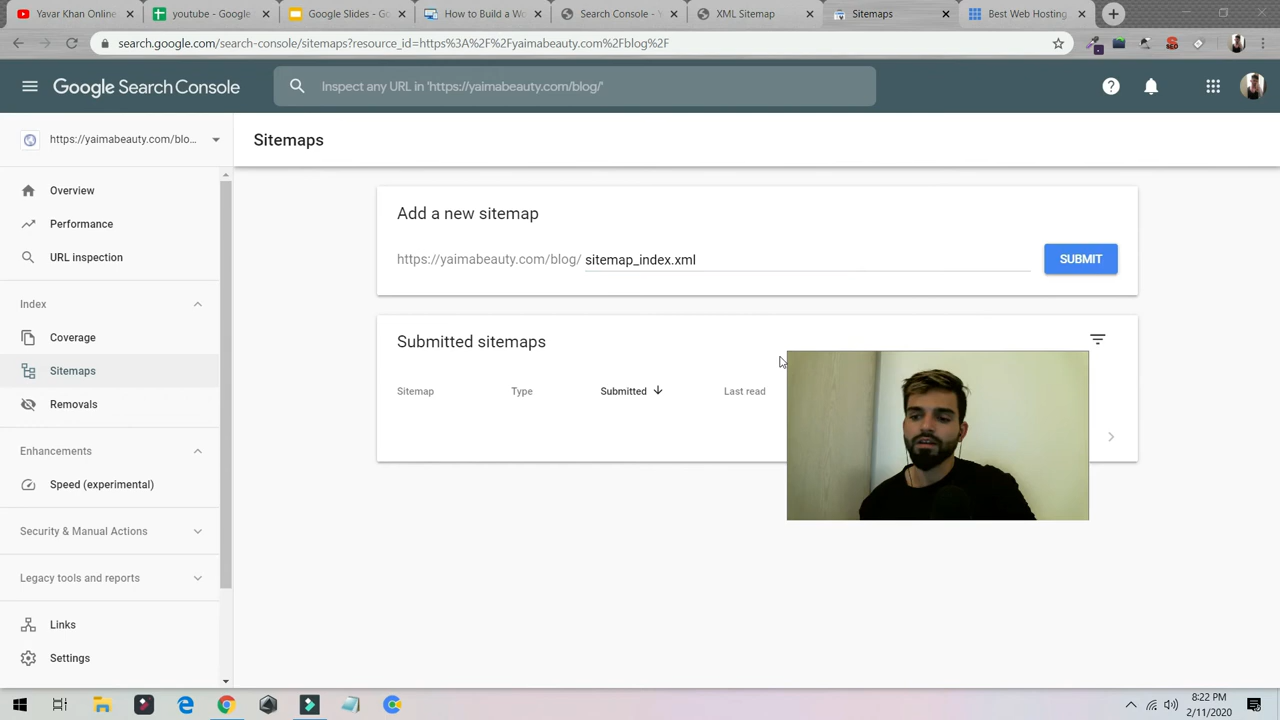 Yavar Khan Online
youtube - Google
Google Slides - Go
How to Build a We
Search Console - Y
XML Sitemap
Sitemaps
Best Web Hosting
search.google.com/search-console/sitemaps?resource_id=https%3A%2F%2Fyaimabeauty.com%2Fblog%2F
Google Search Console
Inspect any URL in 'https://yaimabeauty.com/blog/'
https://yaimabeauty.com/blo...
Sitemaps
Overview
Performance
URL inspection
Index
Coverage
Sitemaps
Removals
Enhancements
Speed (experimental)
Security & Manual Actions
Legacy tools and reports
Links
Settings
Add a new sitemap
https://yaimabeauty.com/blog/ sitemap_index.xml
SUBMIT
Submitted sitemaps
Sitemap Type Submitted Last read
8:22 PM
2/11/2020